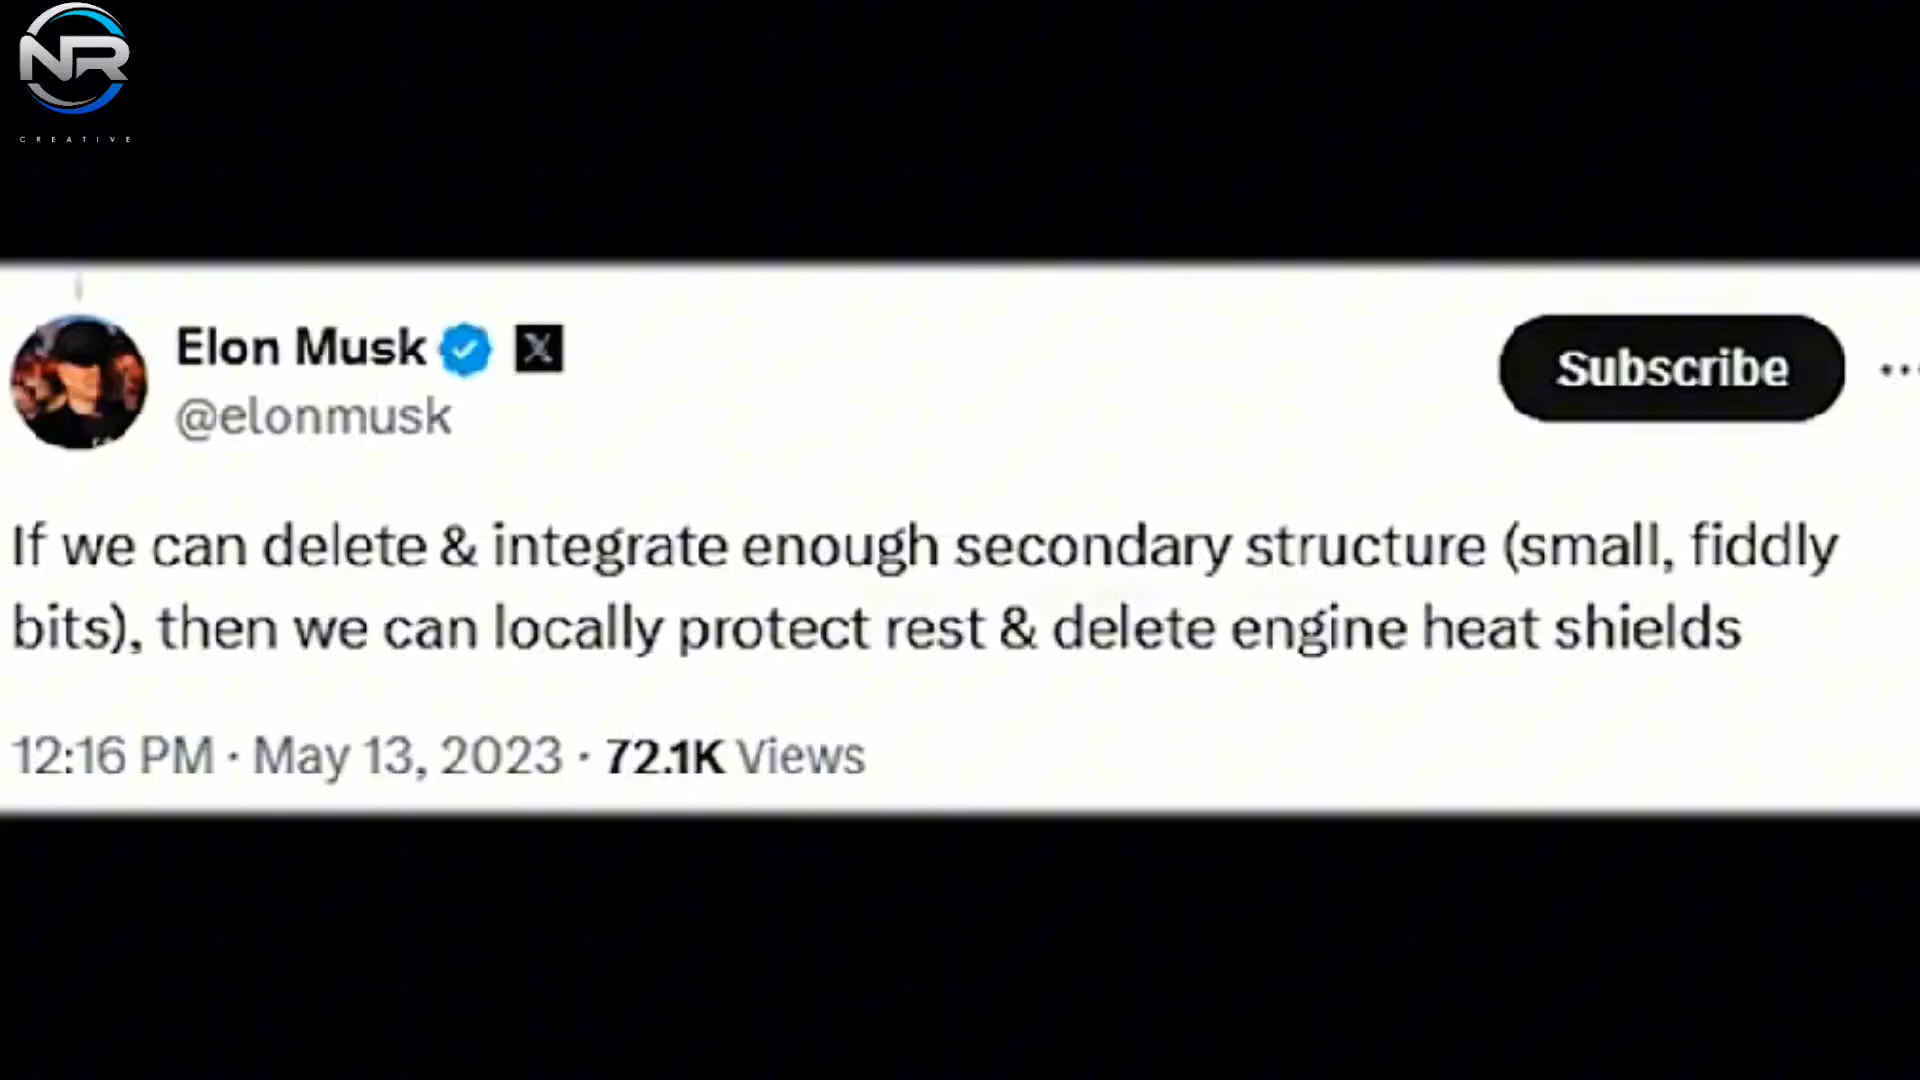 NR
CREATIVE
Elon Musk X
@elonmusk
Subscribe
If we can delete & integrate enough secondary structure (small, fiddly
bits), then we can locally protect rest & delete engine heat shields
12:16 PM · May 13, 2023 · 72.1K Views